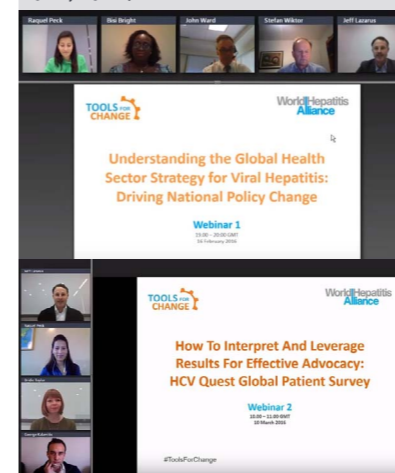 Raquel Peck
Bisi Bright
John Ward
Stefan Wiktor
Jeff Lazarus
TOOLS FOR
CHANGE
World Hepatitis
Alliance
Understanding the Global Health
Sector Strategy for Viral Hepatitis:
Driving National Policy Change
Webinar 1
19:00 - 20:00 GMT
16 February 2016
Jeff Lazarus
TOOLS FOR
CHANGE
World Hepatitis
Alliance
How To Interpret And Leverage
Results For Effective Advocacy:
HCV Quest Global Patient Survey
Webinar 2
10:00 - 11:00 GMT
10 March 2016
#ToolsForChange